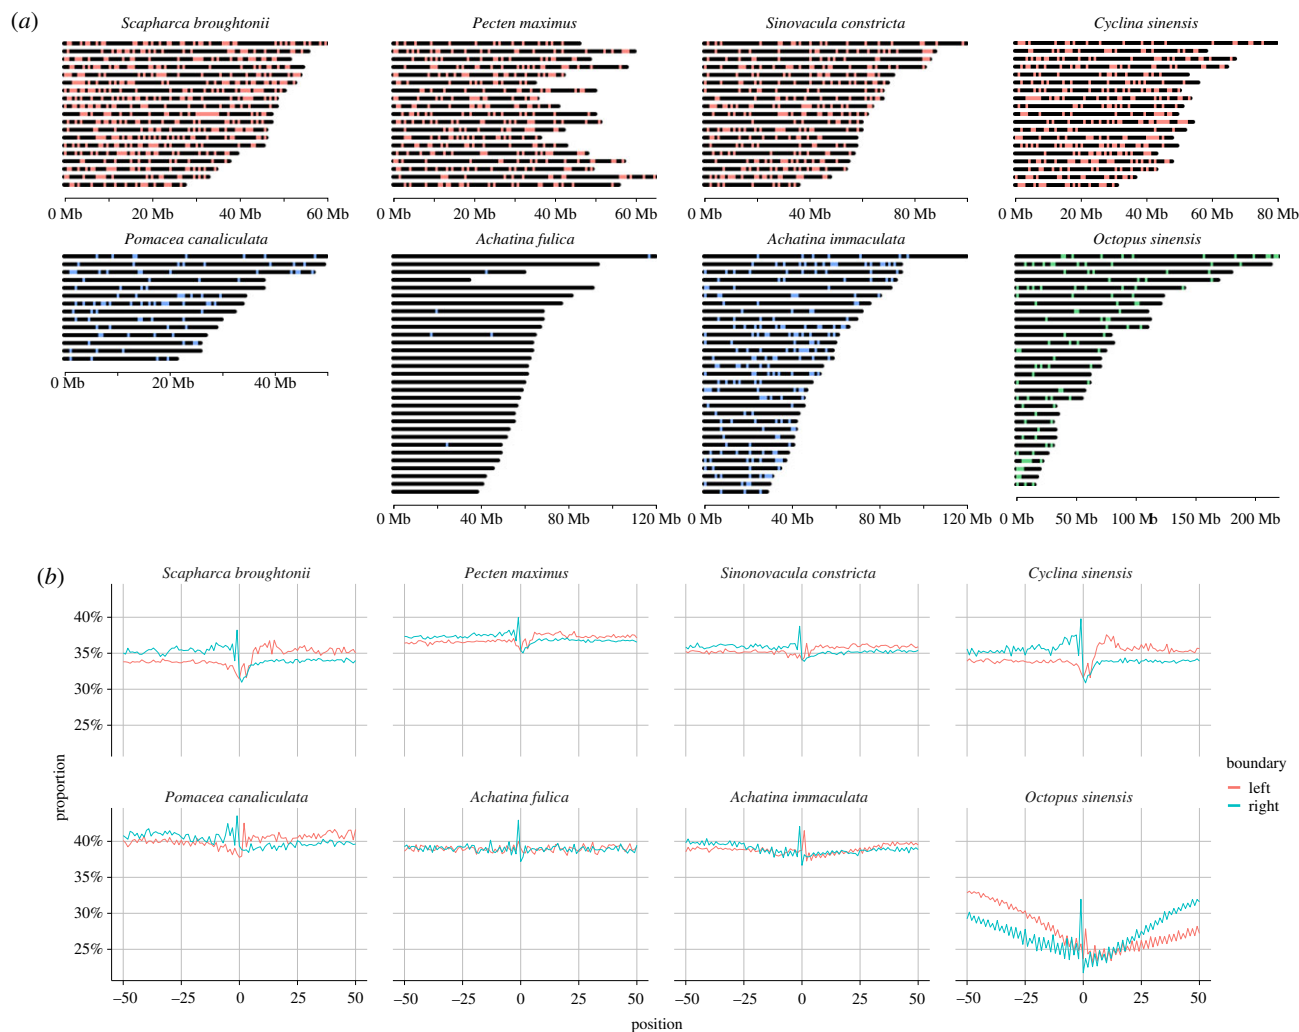 (a)
Scapharca broughtonii Pecten maximus Sinovacula constricta Cyclina sinensis
0 Mb 20 Mb 40 Mb 60 Mb 0 Mb 20 Mb 40 Mb 60 Mb 0 Mb 40 Mb 80 Mb 0 Mb 20 Mb 40 Mb 60 Mb 80 Mb
Pomacea canaliculata Achatina fulica Achatina immaculata Octopus sinensis
0 Mb 20 Mb 40 Mb
0 Mb 40 Mb 80 Mb 120 Mb 0 Mb 40 Mb 80 Mb 120 Mb 0 Mb 50 Mb 100 Mb 150 Mb 200 Mb
(b)
Scapharca broughtonii Pecten maximus Sinonovacula constricta Cyclina sinensis
40%
35%
30%
25%
proportion
boundary
left
right
Pomacea canaliculata Achatina fulica Achatina immaculata Octopus sinensis
40%
35%
30%
25%
–50 –25 0 25 50 –50 –25 0 25 50 –50 –25 0 25 50 –50 –25 0 25 50
position